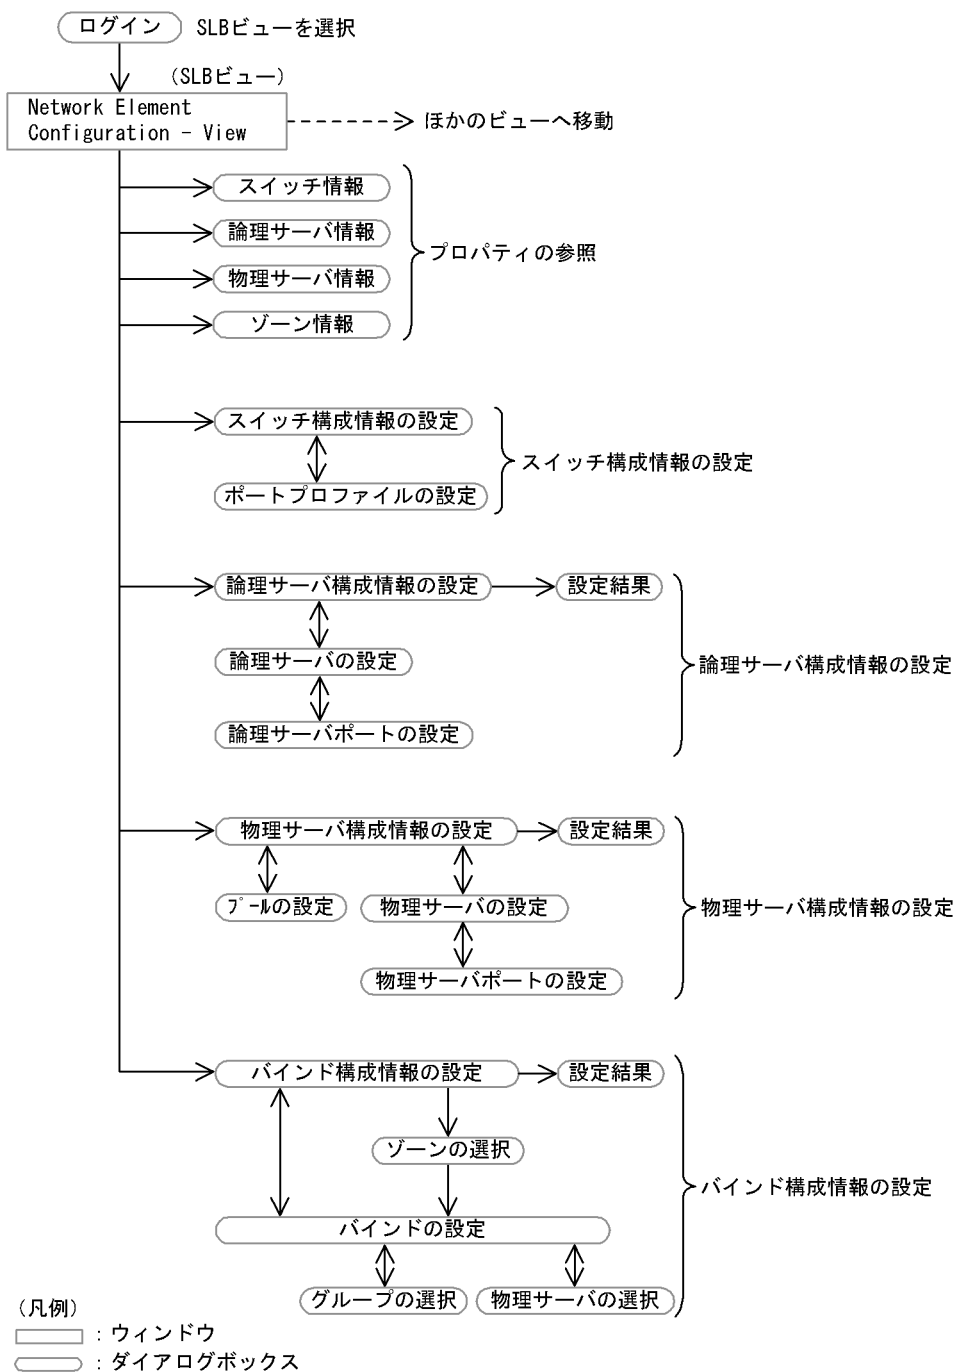 ログイン SLBビューを選択
（SLBビュー）
Network Element
Configuration － View
ほかのビューへ移動
スイッチ情報
論理サーバ情報
プロパティの参照
物理サーバ情報
ゾーン情報
スイッチ構成情報の設定
スイッチ構成情報の設定
ポートプロファイルの設定
論理サーバ構成情報の設定 設定結果
論理サーバの設定
論理サーバ構成情報の設定
論理サーバポートの設定
物理サーバ構成情報の設定 設定結果
ﾌﾟｰﾙの設定 物理サーバの設定 物理サーバ構成情報の設定
物理サーバポートの設定
バインド構成情報の設定 設定結果
ゾーンの選択
バインド構成情報の設定
バインドの設定
グループの選択 物理サーバの選択
（凡例）
：ウィンドウ
：ダイアログボックス